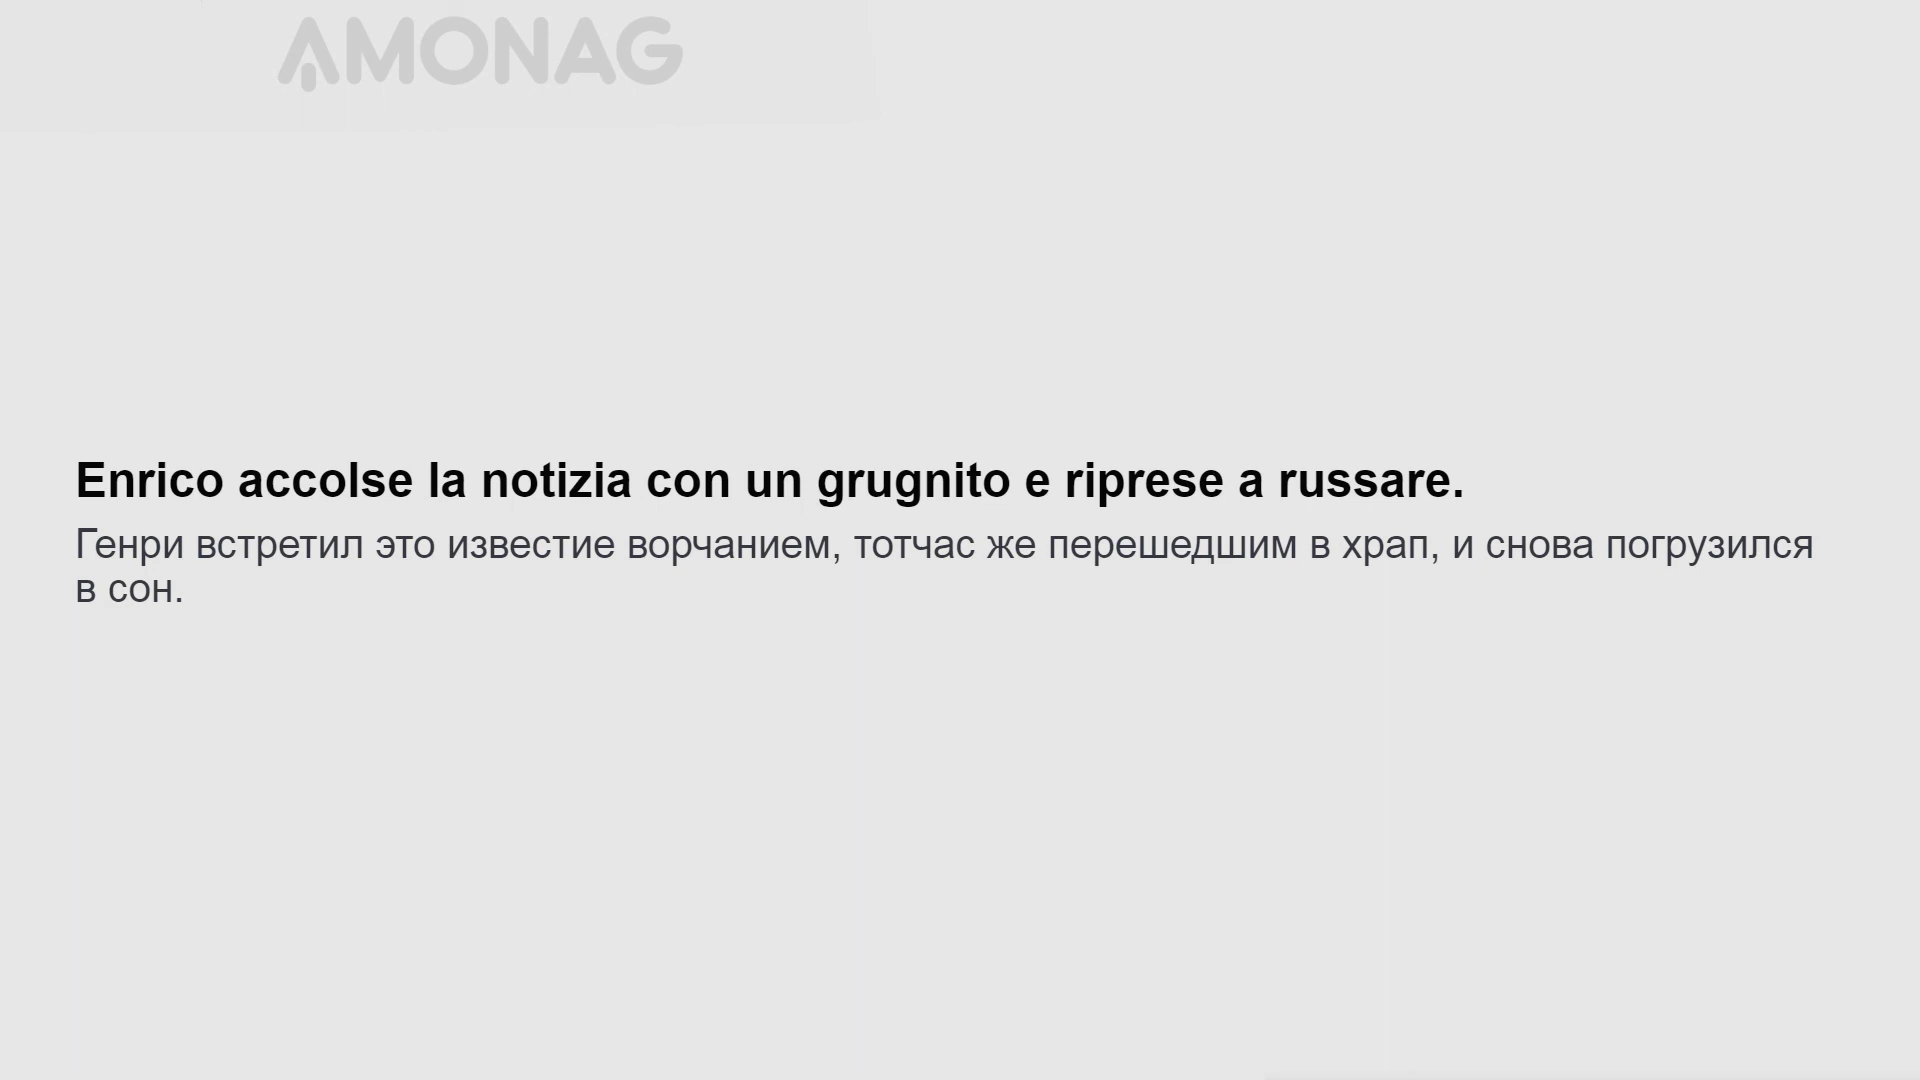 AMONAG
Enrico accolse la notizia con un grugnito e riprese a russare.
Генри встретил это известие ворчанием, тотчас же перешедшим в храп, и снова погрузился
в сон.